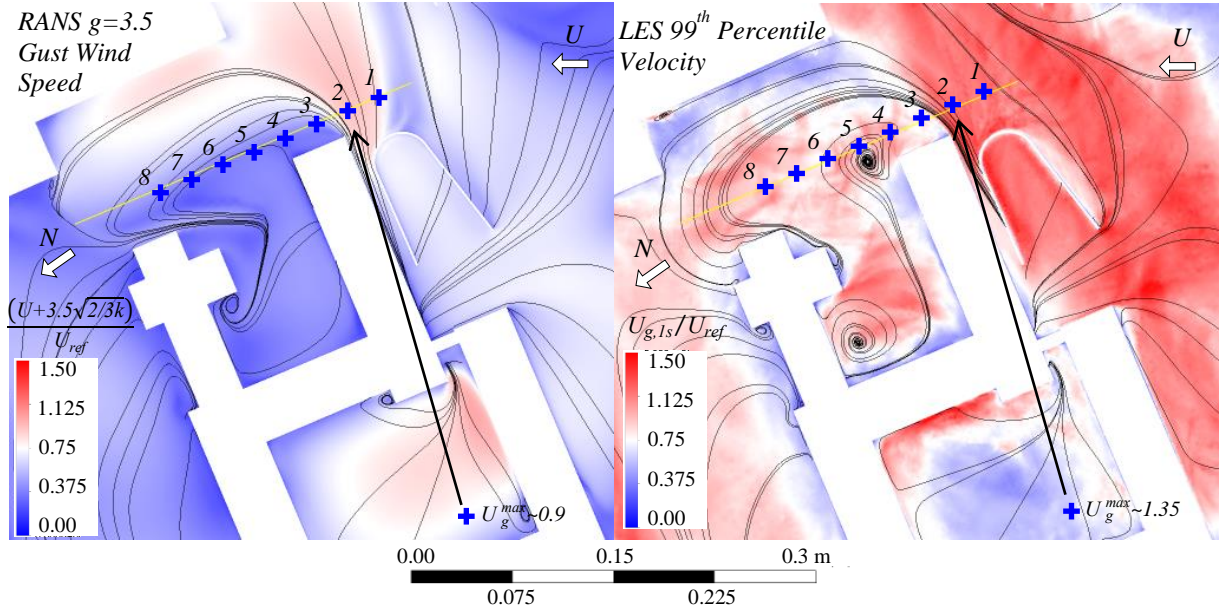 RANS g=3.5
Gust Wind
Speed
U
1
2
3
4
5
6
7
8
N
(U+3.5√2/3k)
U_ref
1.50
1.125
0.75
0.375
0.00
U_g^max~0.9
LES 99th Percentile
Velocity
U
1
2
3
4
5
6
7
8
N
U_g,1s/U_ref
1.50
1.125
0.75
0.375
0.00
U_g^max~1.35
0.00 0.15 0.3 m
0.075 0.225